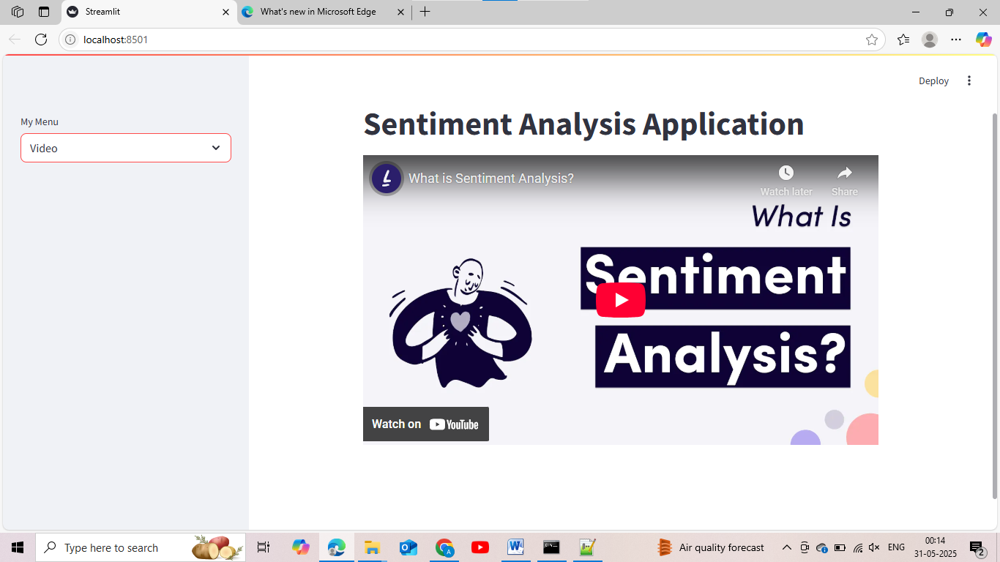 Streamlit
What's new in Microsoft Edge
localhost:8501
Deploy
My Menu
Video
Sentiment Analysis Application
What is Sentiment Analysis?
Watch later
Share
What Is
Sentiment
Analysis?
Watch on YouTube
Type here to search
Air quality forecast
ENG
00:14
31-05-2025
2